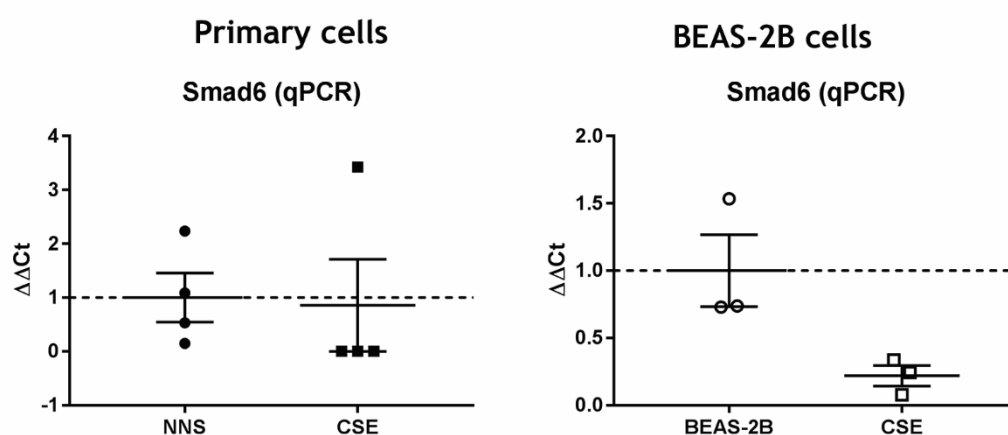 Primary cells
Smad6 (qPCR)
ΔΔCt
4
3
2
1
0
-1
NNS CSE
BEAS-2B cells
Smad6 (qPCR)
ΔΔCt
2.0
1.5
1.0
0.5
0.0
BEAS-2B CSE